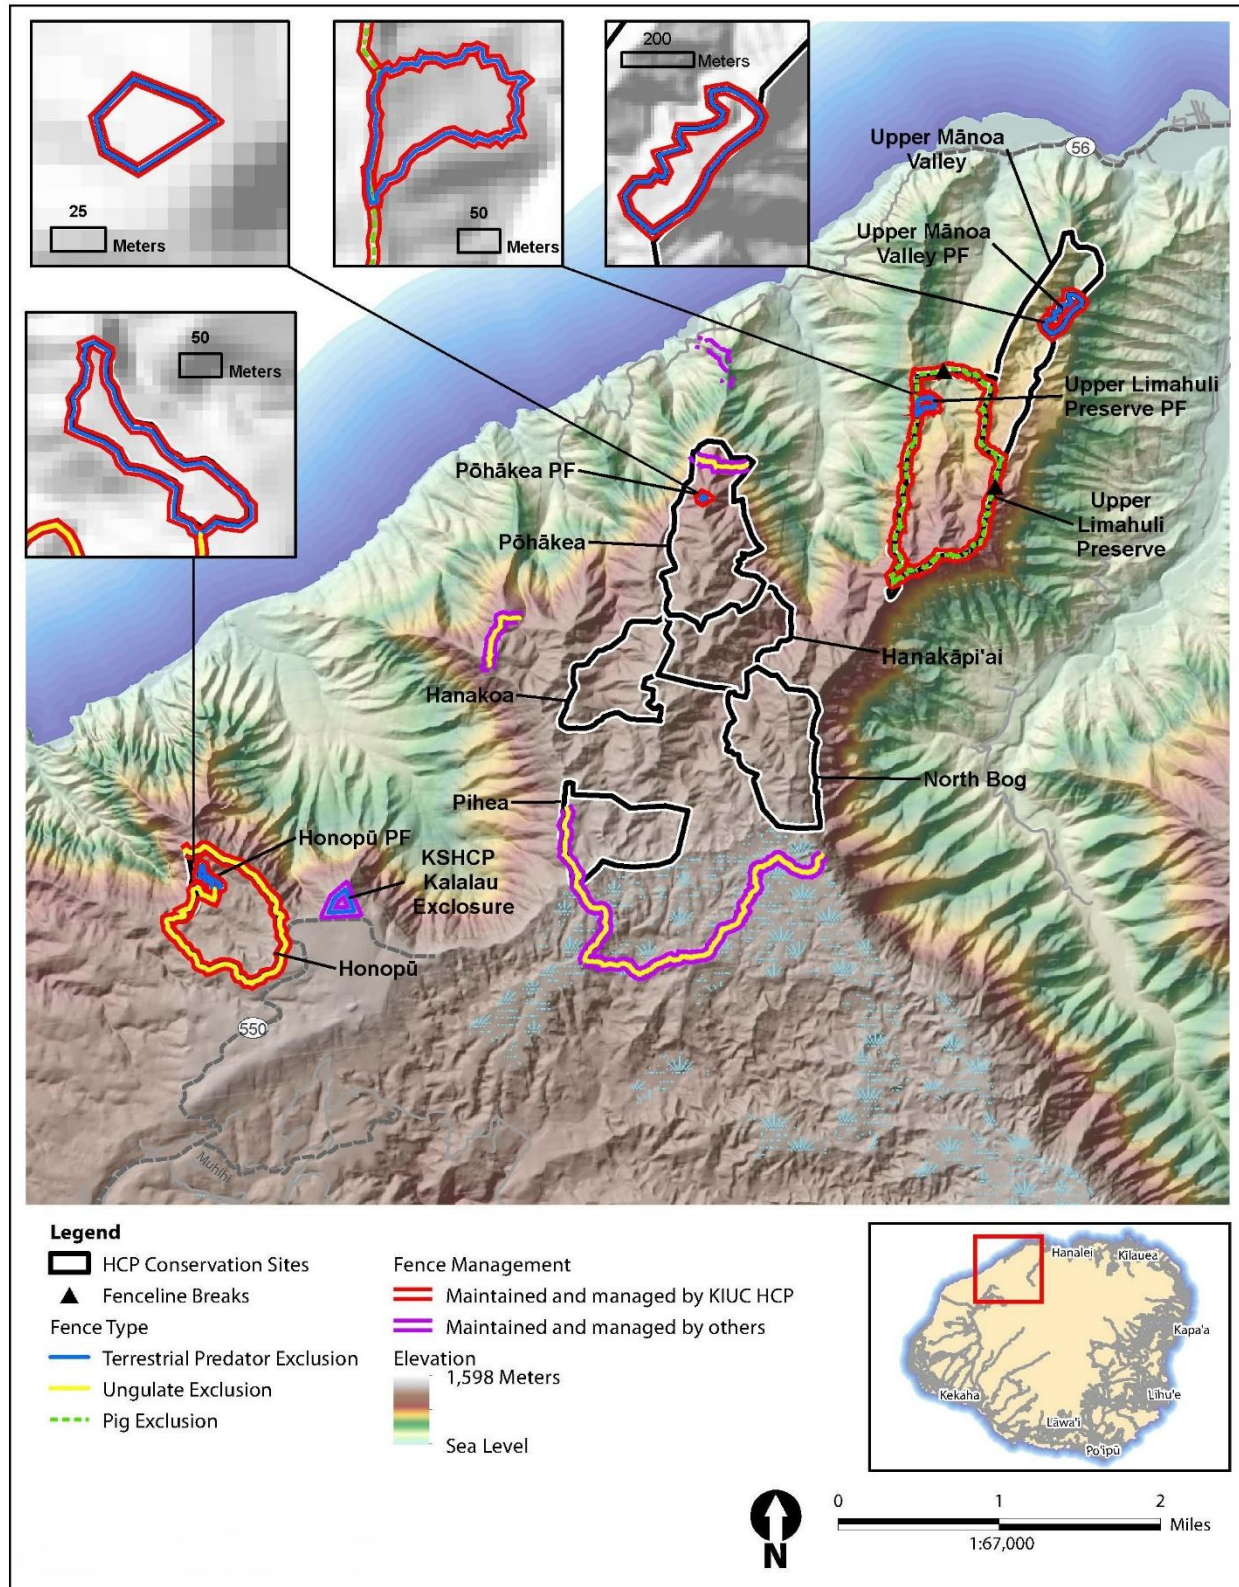 25
Meters
50
Meters
200
Meters
50
Meters
56
Upper Mānoa
Valley
Upper Mānoa
Valley PF
Upper Limahuli
Preserve PF
Upper
Limahuli
Preserve
Pōhākea PF
Pōhākea
Hanakāpi'ai
Hanakoa
North Bog
Pihea
Honopū PF
KSHCP
Kalalau
Exclosure
Honopū
550
Muhihi
Legend
HCP Conservation Sites
Fenceline Breaks
Fence Type
Terrestrial Predator Exclusion
Ungulate Exclusion
Pig Exclusion
Fence Management
Maintained and managed by KIUC HCP
Maintained and managed by others
Elevation
1,598 Meters
Sea Level
Hanalei
Kīlauea
Kapa'a
Līhu'e
Kekaha
Lāwa'i
Po'ipū
N
0 1 2
Miles
1:67,000